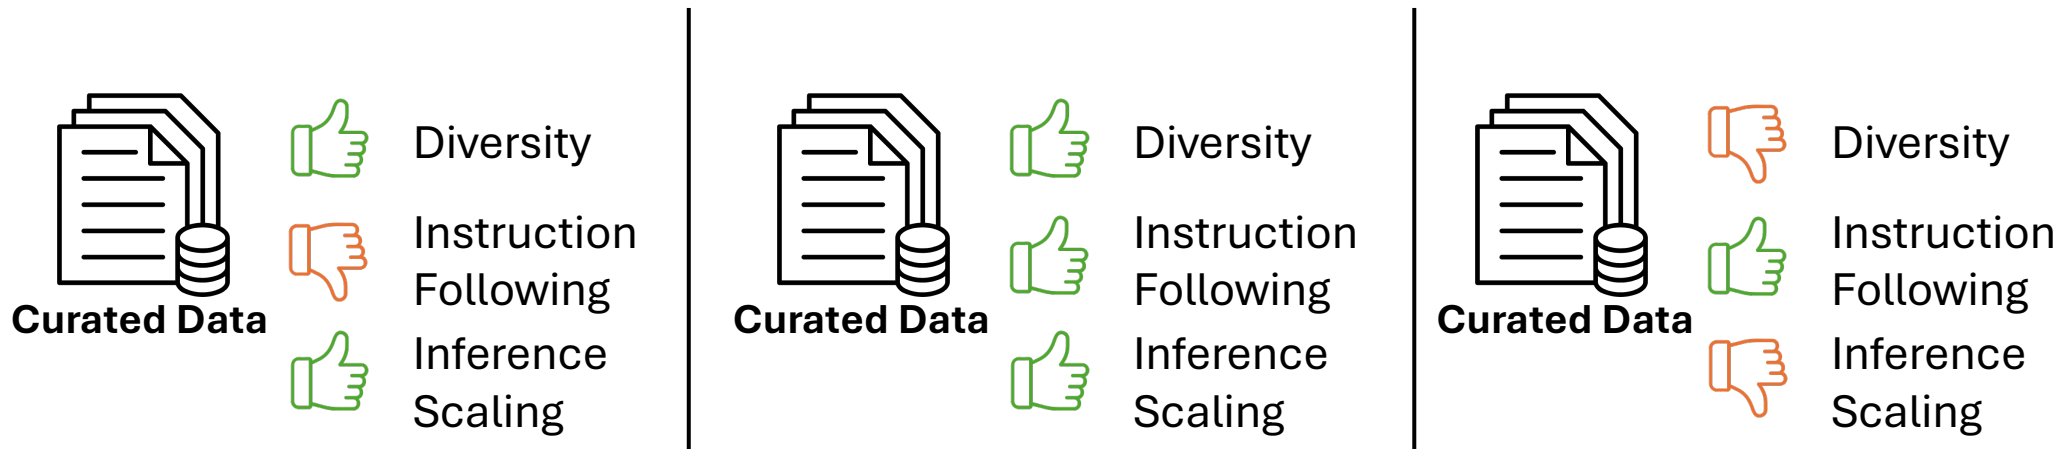 Diversity
Instruction
Following
Curated Data
Inference
Scaling
Diversity
Instruction
Following
Curated Data
Inference
Scaling
Diversity
Instruction
Following
Curated Data
Inference
Scaling